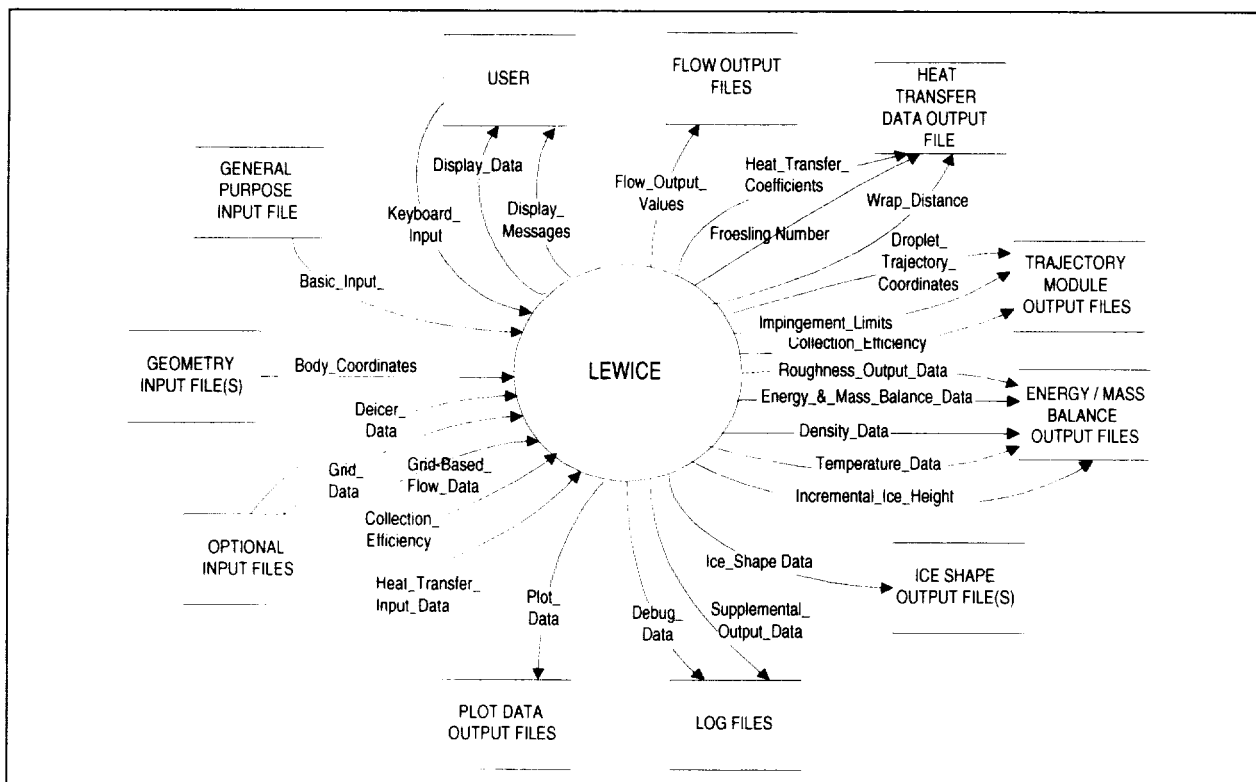 USER
FLOW OUTPUT
FILES
HEAT
TRANSFER
DATA OUTPUT
FILE
GENERAL
PURPOSE
INPUT FILE
Display_Data
Keyboard_
Input
Display_
Messages
Flow_Output_
Values
Heat_Transfer_
Coefficients
Wrap_Distance
Froesling Number
Basic_Input_
Droplet_
Trajectory_
Coordinates
TRAJECTORY
MODULE
OUTPUT FILES
Impingement_Limits
Collection_Efficiency
GEOMETRY
INPUT FILE(S)
Body_Coordinates
LEWICE
Roughness_Output_Data
Energy_&_Mass_Balance_Data
Density_Data
Temperature_Data
Incremental_Ice_Height
ENERGY / MASS
BALANCE
OUTPUT FILES
Deicer_
Data
Grid_
Data
Grid-Based_
Flow_Data
Collection_
Efficiency
Heat_Transfer_
Input_Data
OPTIONAL
INPUT FILES
Plot_
Data
Debug_
Data
Supplemental_
Output_Data
Ice_Shape Data
ICE SHAPE
OUTPUT FILE(S)
PLOT DATA
OUTPUT FILES
LOG FILES